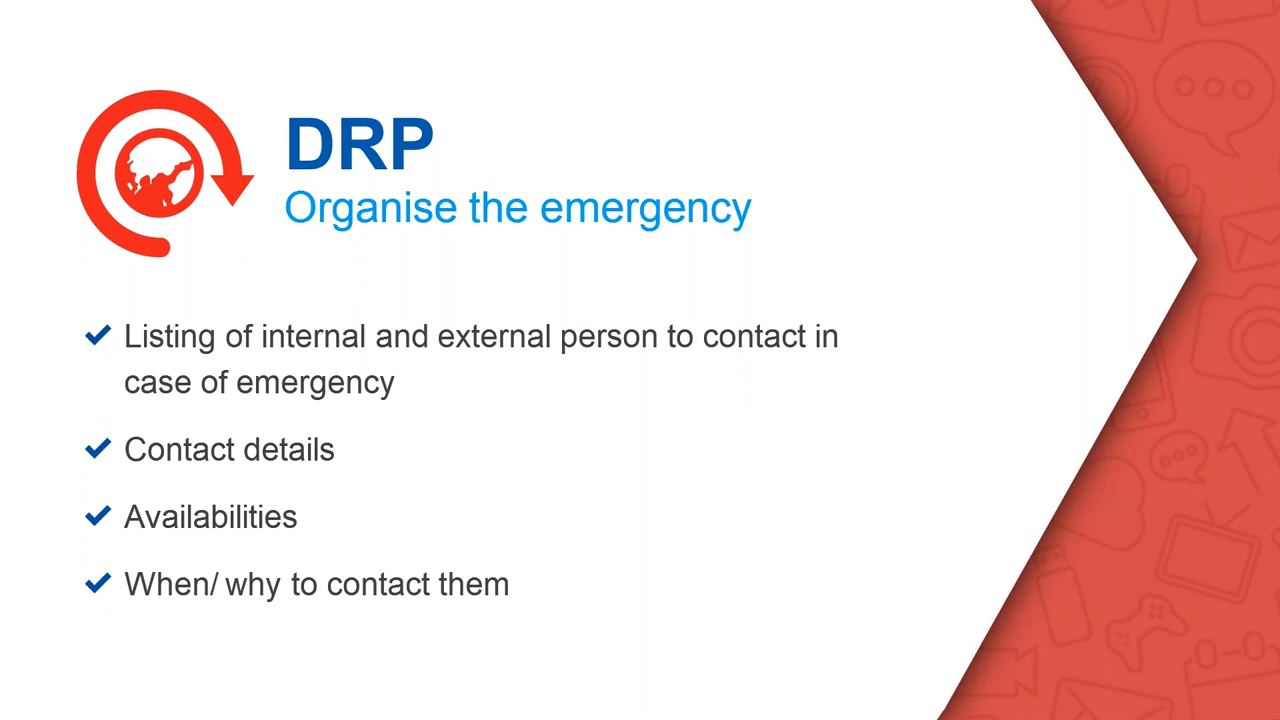 DRP
Organise the emergency
Listing of internal and external person to contact in
case of emergency
Contact details
Availabilities
When/ why to contact them